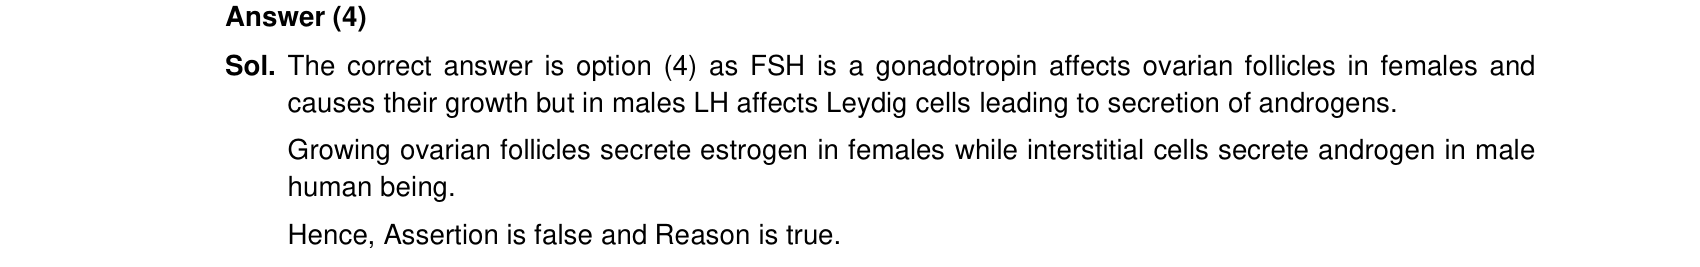 Answer (4)
Sol. The correct answer is option (4) as FSH is a gonadotropin affects ovarian follicles in females and
causes their growth but in males LH affects Leydig cells leading to secretion of androgens.
Growing ovarian follicles secrete estrogen in females while interstitial cells secrete androgen in male
human being.
Hence, Assertion is false and Reason is true.